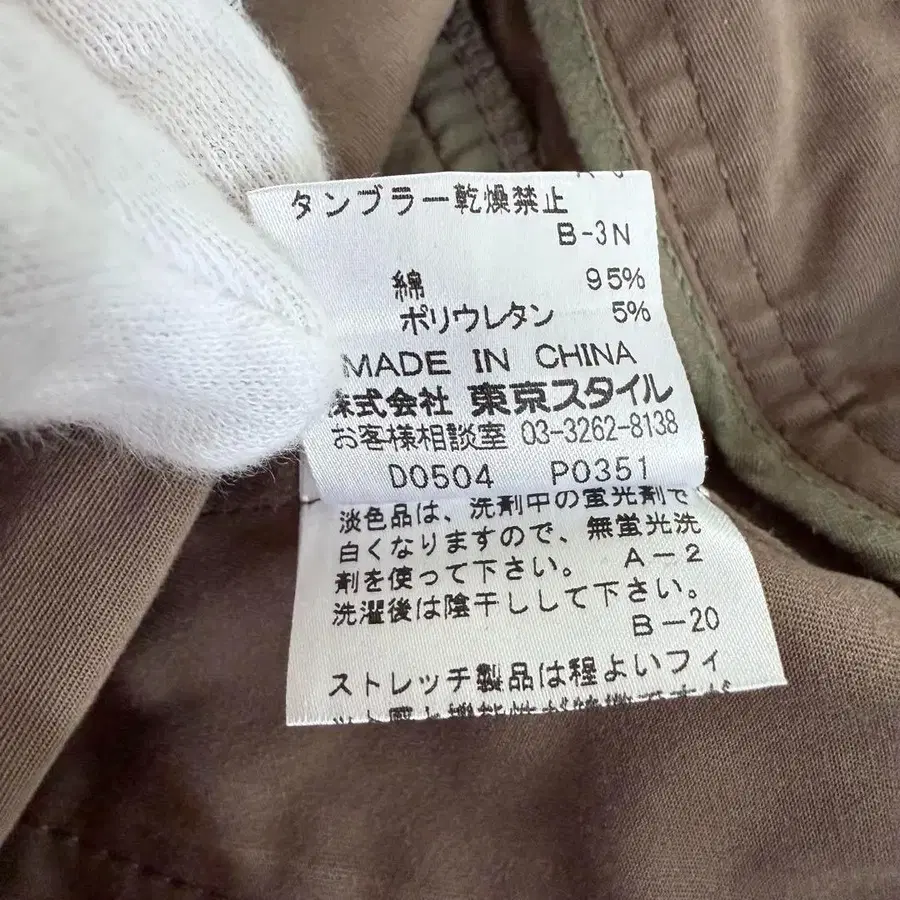 タンブラー乾燥禁止
B-3N
綿 95%
ポリウレタン 5%
MADE IN CHINA
株式会社 東京スタイル
お客様相談室 03-3262-8138
D0504 P0351
淡色品は、洗剤中の蛍光剤で
白くなりますので、無蛍光洗
剤を使って下さい。 A-2
洗濯後は陰干しして下さい。
B-20
ストレッチ製品は程よいフィ